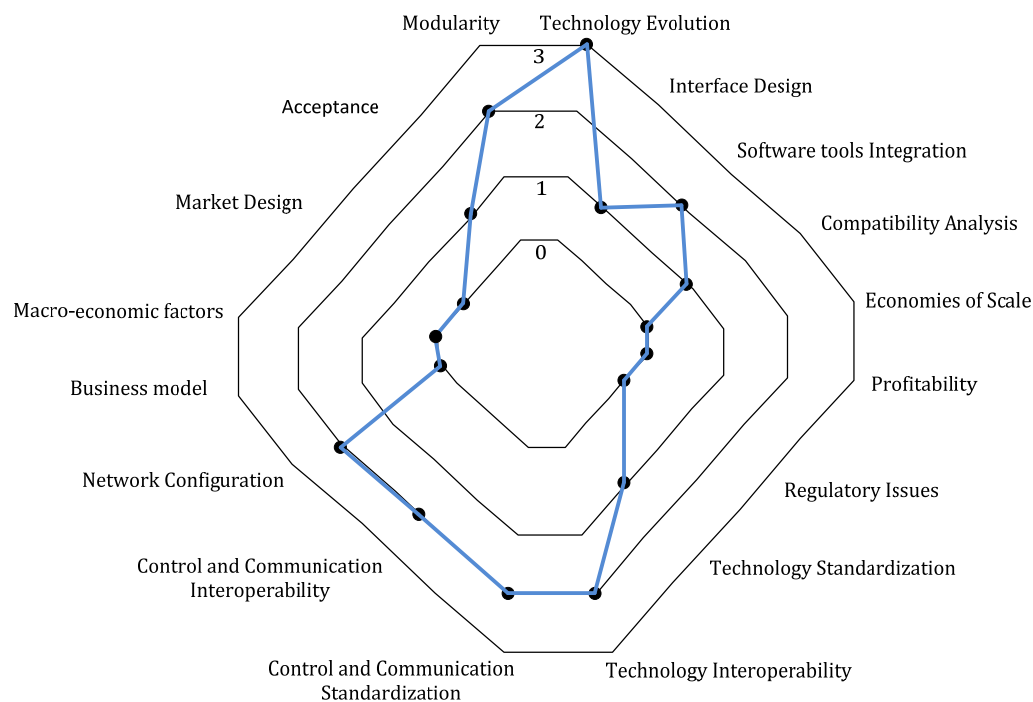 Modularity
Technology Evolution
3
Interface Design
Acceptance
2
Software tools Integration
1
Market Design
Compatibility Analysis
0
Economies of Scale
Macro-economic factors
Business model
Profitability
Network Configuration
Regulatory Issues
Control and Communication
Interoperability
Technology Standardization
Control and Communication
Standardization
Technology Interoperability